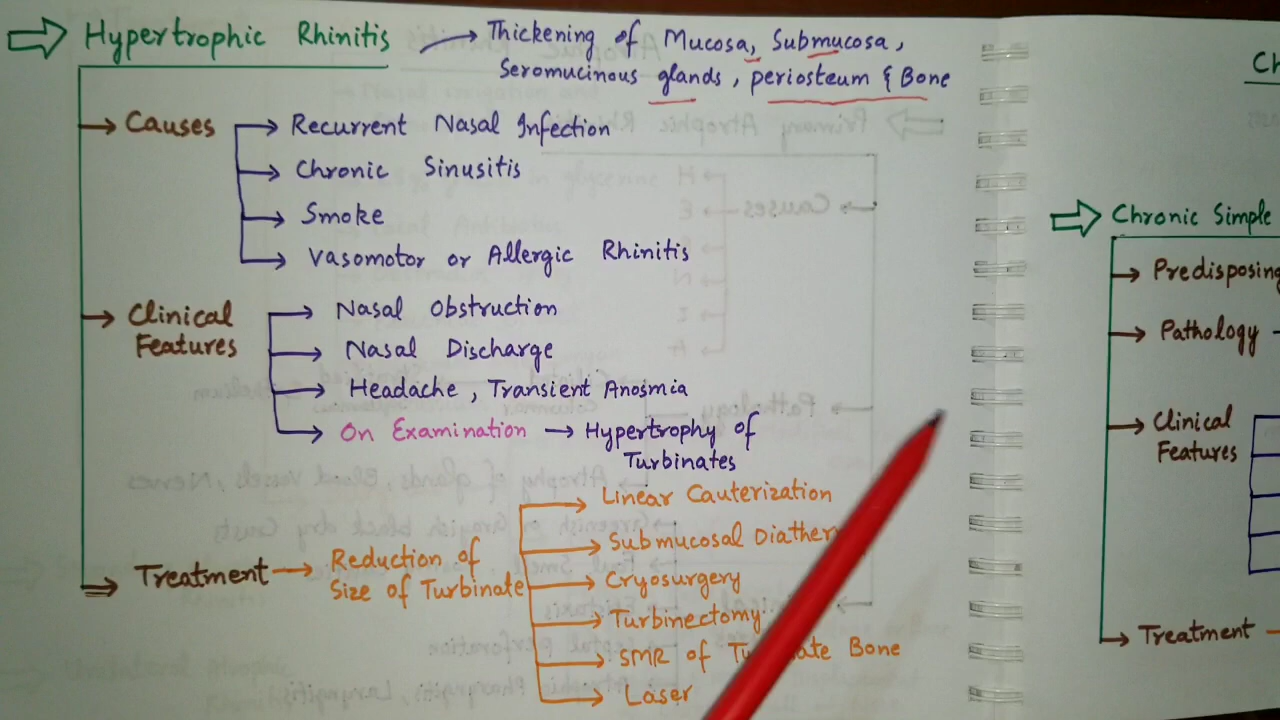 Hypertrophic Rhinitis → Thickening of Mucosa, Submucosa,
Seromucinous glands, periosteum & Bone
Causes
Recurrent Nasal Infection
Chronic Sinusitis
Smoke
Vasomotor or Allergic Rhinitis
Clinical
Features
Nasal Obstruction
Nasal Discharge
Headache, Transient Anosmia
On Examination → Hypertrophy of
Turbinates
Treatment → Reduction of
Size of Turbinate
Linear Cauterization
Submucosal Diather
Cryosurgery
Turbinectomy
SMR of Bone
Laser
Ch
Chronic Simple
Predisposing
Pathology
Clinical
Features
Treatment